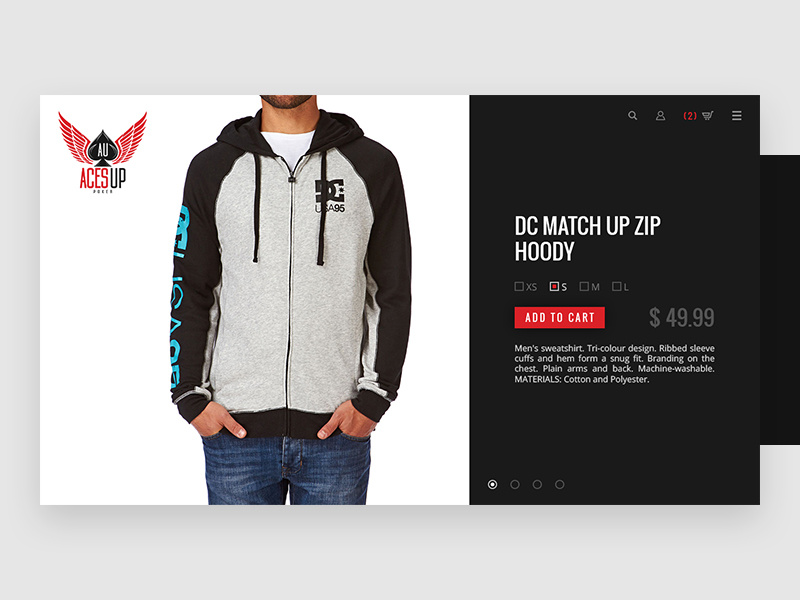 AU
ACES UP
POKER
USA95
(2)
DC MATCH UP ZIP
HOODY
XS S M L
ADD TO CART
$ 49.99
Men's sweatshirt. Tri-colour design. Ribbed sleeve
cuffs and hem form a snug fit. Branding on the
chest. Plain arms and back. Machine-washable.
MATERIALS: Cotton and Polyester.